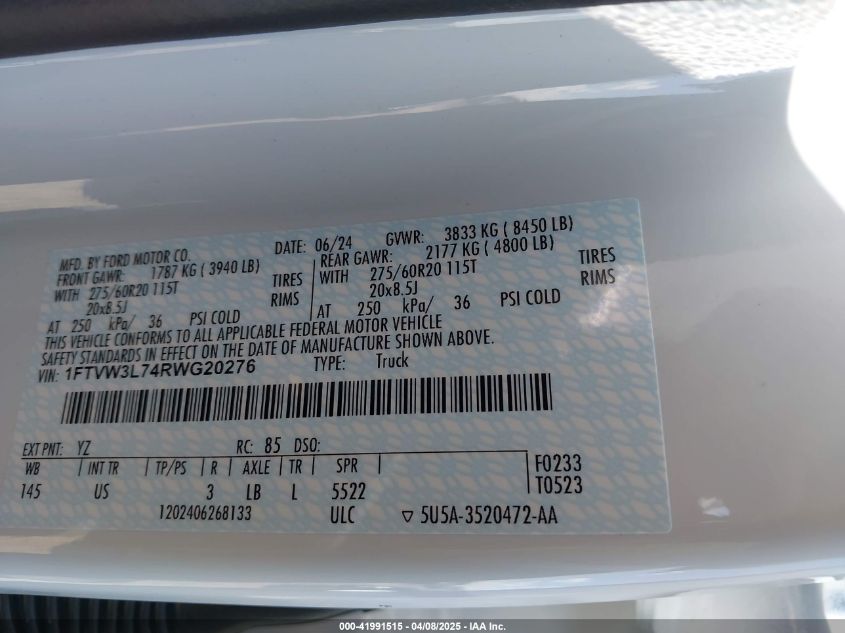 MFD. BY FORD MOTOR CO. DATE: 06/24 GVWR: 3833 KG ( 8450 LB)
FRONT GAWR: 1787 KG ( 3940 LB) REAR GAWR: 2177 KG ( 4800 LB)
WITH 275/60R20 115T TIRES WITH 275/60R20 115T TIRES
20x8.5J RIMS 20x8.5J RIMS
AT 250 kPa/ 36 PSI COLD AT 250 kPa/ 36 PSI COLD
THIS VEHICLE CONFORMS TO ALL APPLICABLE FEDERAL MOTOR VEHICLE
SAFETY STANDARDS IN EFFECT ON THE DATE OF MANUFACTURE SHOWN ABOVE.
VIN: 1FTVW3L74RWG20276 TYPE: Truck
EXT PNT: YZ RC: 85 DSO:
WB INT TR TP/PS R AXLE TR SPR F0233
145 US 3 LB L 5522 T0523
1202406268133 ULC ▽ 5U5A-3520472-AA
000-41991515 - 04/08/2025 - IAA Inc.